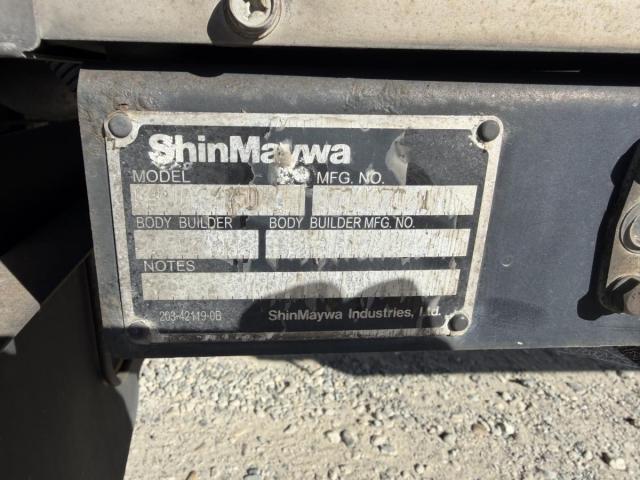 ShinMaywa
MODEL MFG. NO.
BODY BUILDER BODY BUILDER MFG. NO.
NOTES
203-42119-0B ShinMaywa Industries, Ltd.